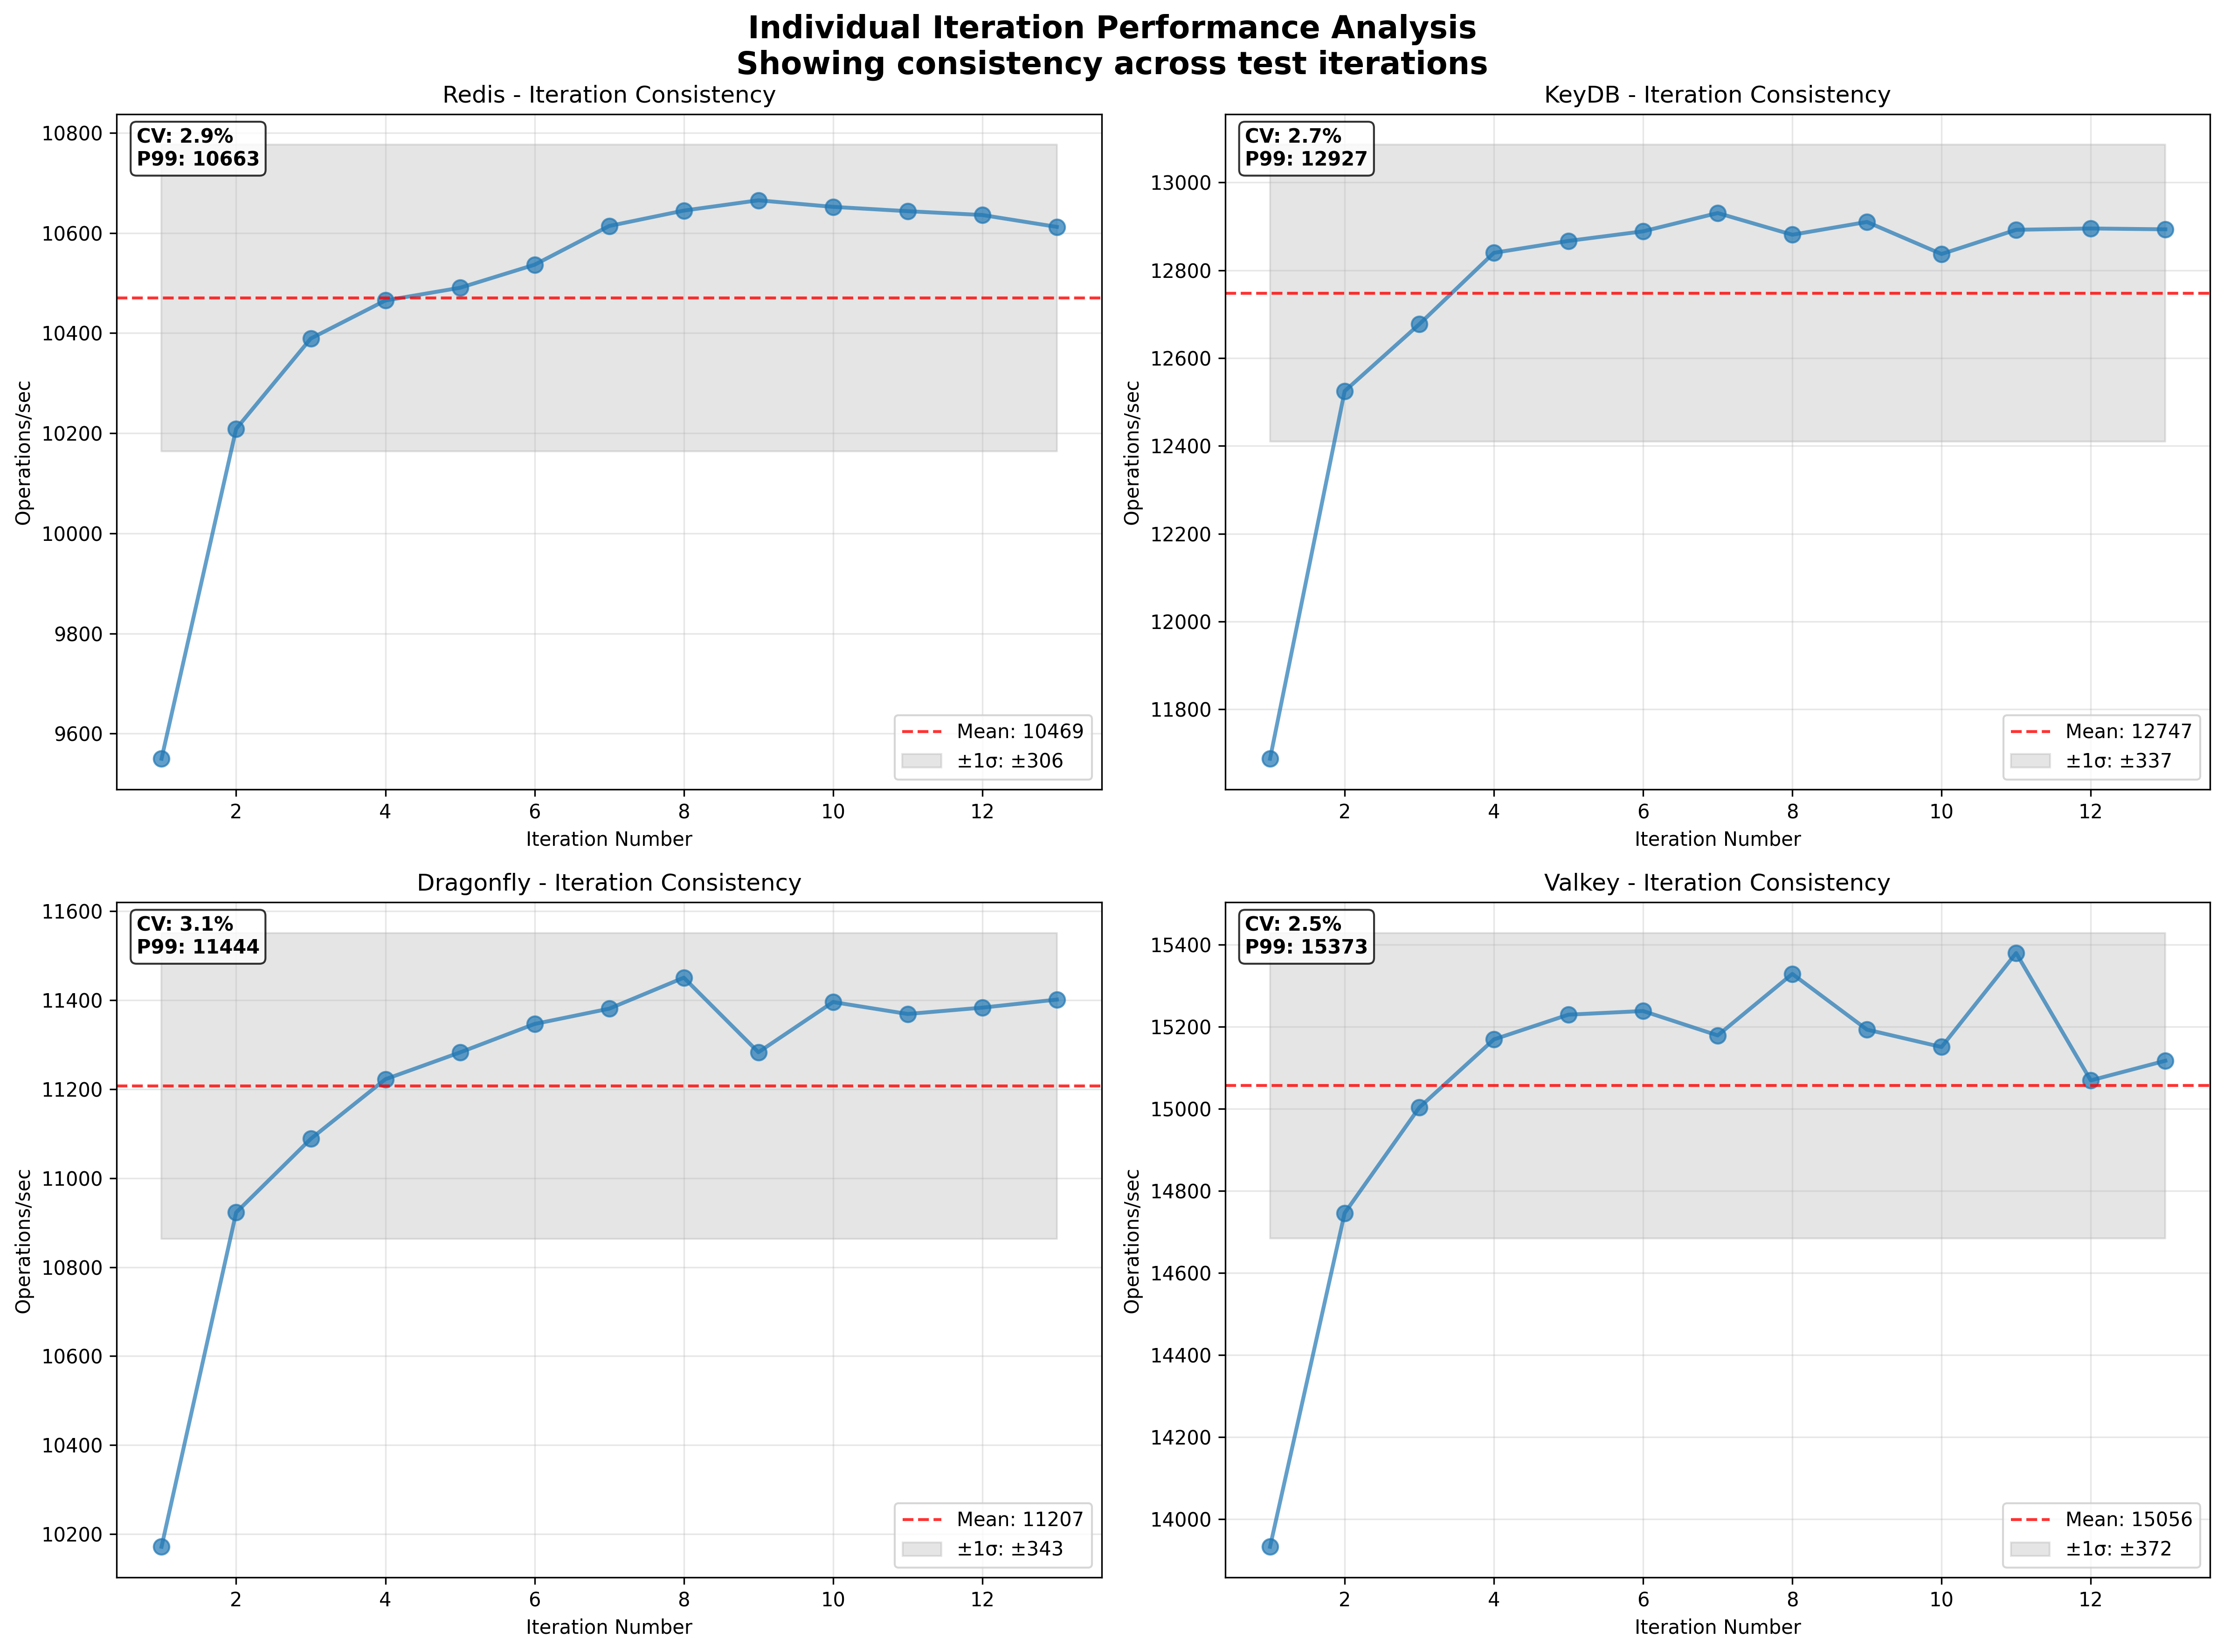 Individual Iteration Performance Analysis
Showing consistency across test iterations
Redis - Iteration Consistency
CV: 2.9%
P99: 10663
10800
10600
10400
10200
10000
9800
9600
Operations/sec
Mean: 10469
±1σ: ±306
2 4 6 8 10 12
Iteration Number
KeyDB - Iteration Consistency
CV: 2.7%
P99: 12927
13000
12800
12600
12400
12200
12000
11800
Operations/sec
Mean: 12747
±1σ: ±337
2 4 6 8 10 12
Iteration Number
Dragonfly - Iteration Consistency
CV: 3.1%
P99: 11444
11600
11400
11200
11000
10800
10600
10400
10200
Operations/sec
Mean: 11207
±1σ: ±343
2 4 6 8 10 12
Iteration Number
Valkey - Iteration Consistency
CV: 2.5%
P99: 15373
15400
15200
15000
14800
14600
14400
14200
14000
Operations/sec
Mean: 15056
±1σ: ±372
2 4 6 8 10 12
Iteration Number